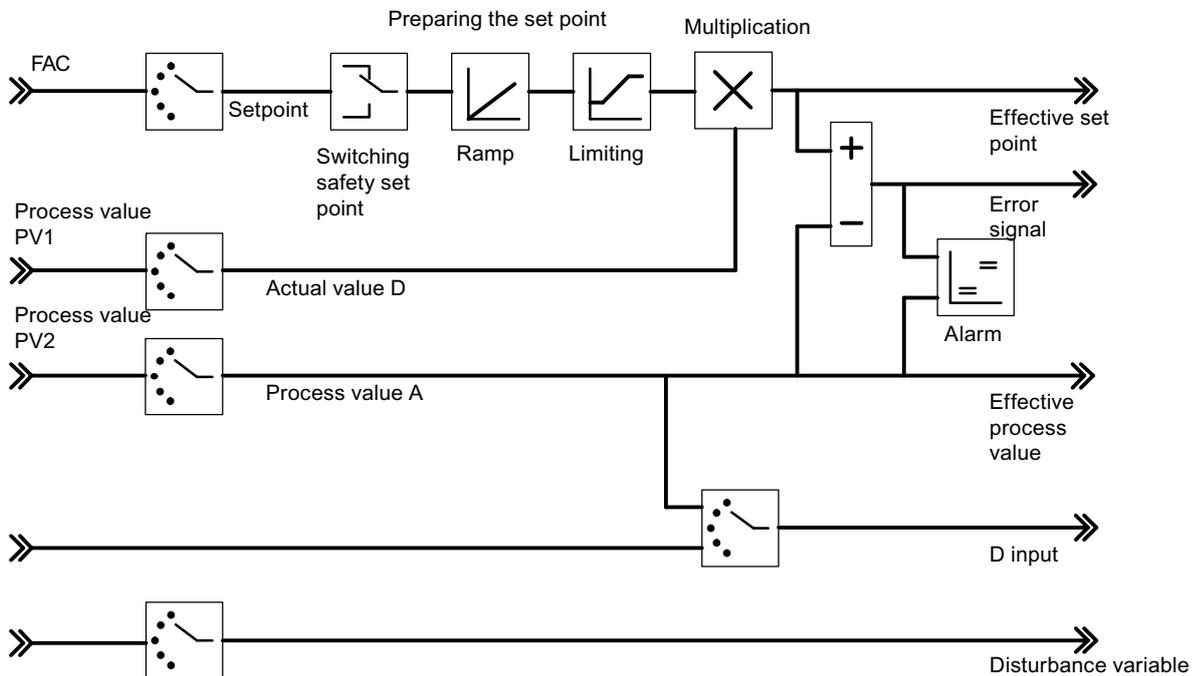 Preparing the set point
Multiplication
FAC
Setpoint
Switching
safety set
point
Ramp
Limiting
Effective set
point
Process value
PV1
Actual value D
Error
signal
Alarm
Process value
PV2
Process value A
Effective
process
value
D input
Disturbance variable